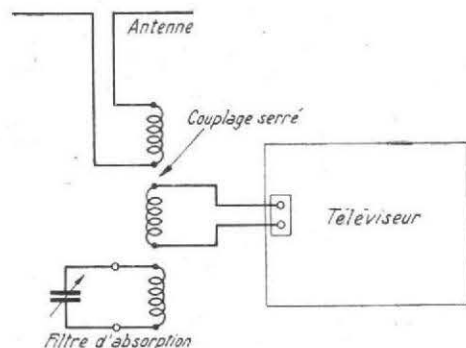 Antenne
Couplage serré
Téléviseur
Filtre d'absorption